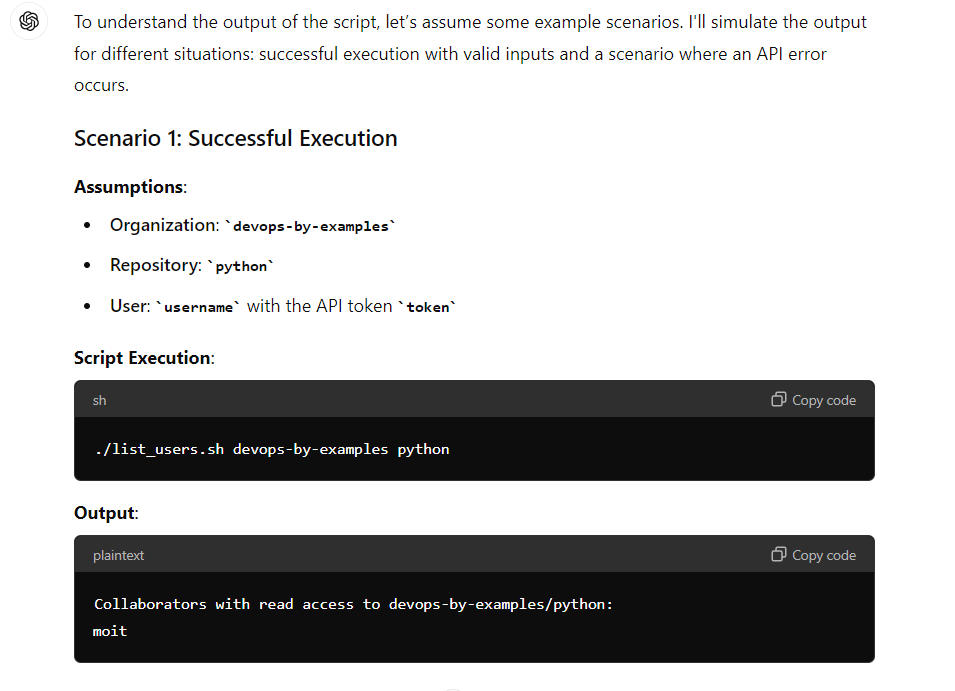 To understand the output of the script, let's assume some example scenarios. I'll simulate the output
for different situations: successful execution with valid inputs and a scenario where an API error
occurs.
Scenario 1: Successful Execution
Assumptions:
• Organization: `devops-by-examples`
• Repository: `python`
• User: `username` with the API token `token`
Script Execution:
sh
Copy code
./list_users.sh devops-by-examples python
Output:
plaintext
Copy code
Collaborators with read access to devops-by-examples/python:
moit